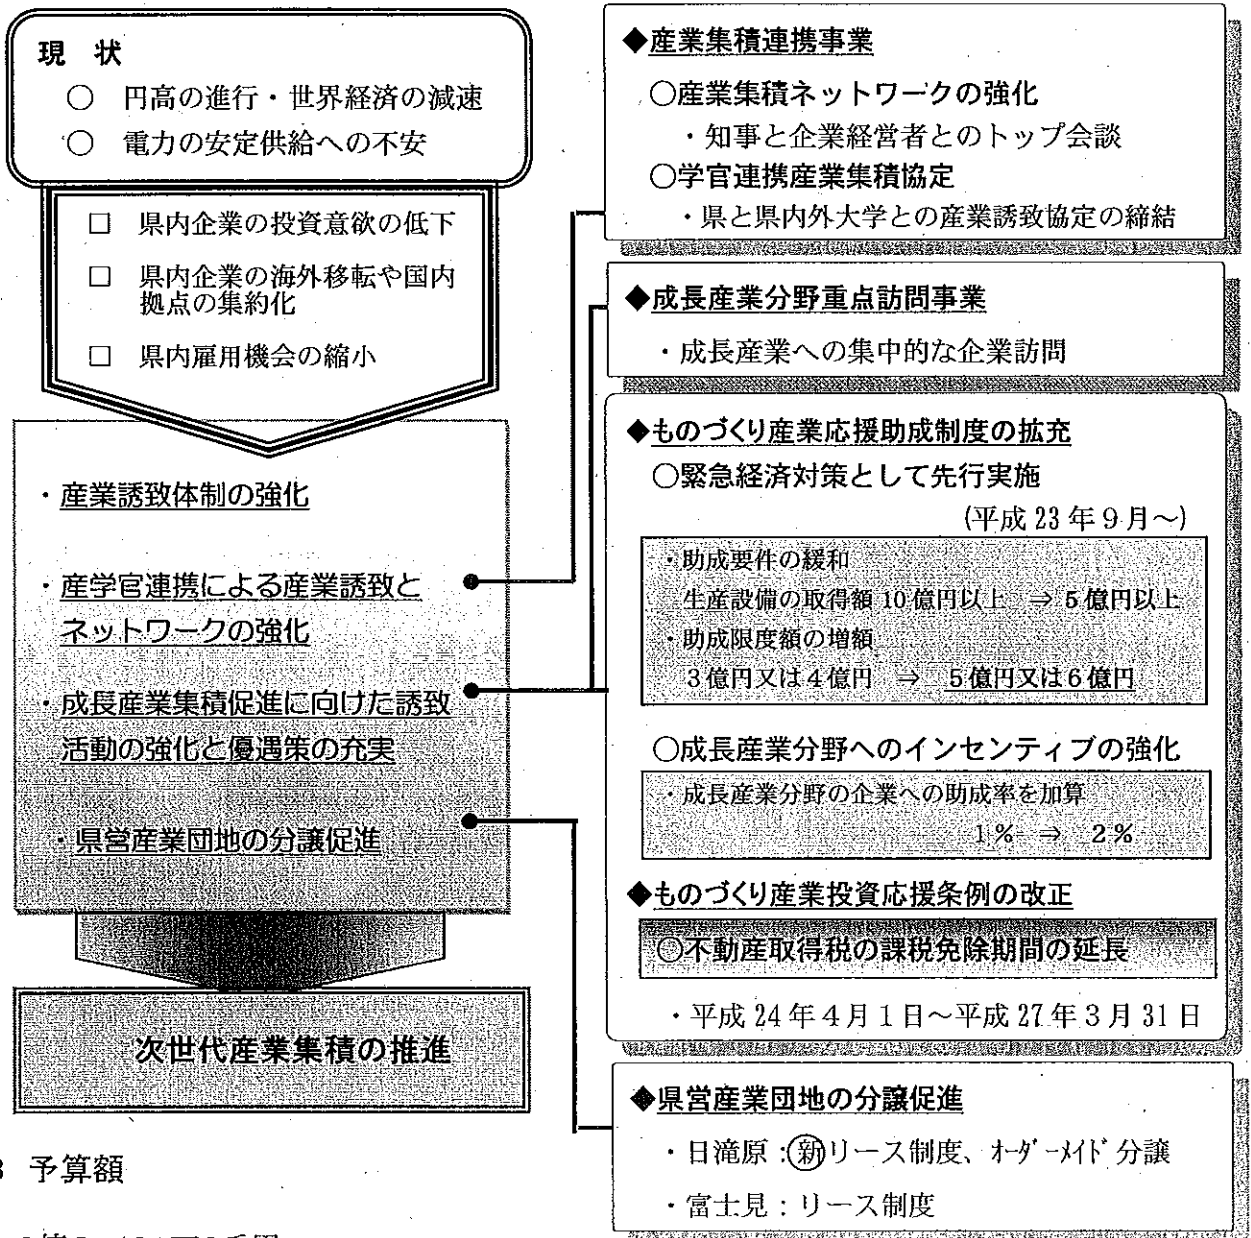 現 状
○ 円高の進行・世界経済の減速
○ 電力の安定供給への不安
□ 県内企業の投資意欲の低下
□ 県内企業の海外移転や国内
拠点の集約化
□ 県内雇用機会の縮小
・産業誘致体制の強化
・産学官連携による産業誘致と
ネットワークの強化
・成長産業集積促進に向けた誘致
活動の強化と優遇策の充実
・県営産業団地の分譲促進
次世代産業集積の推進
◆産業集積連携事業
○産業集積ネットワークの強化
・知事と企業経営者とのトップ会談
○学官連携産業集積協定
・県と県内外大学との産業誘致協定の締結
◆成長産業分野重点訪問事業
・成長産業への集中的な企業訪問
◆ものづくり産業応援助成制度の拡充
○緊急経済対策として先行実施
(平成23年9月~)
・助成要件の緩和
生産設備の取得額10億円以上 ⇒ 5億円以上
・助成限度額の増額
3億円又は4億円 ⇒ 5億円又は6億円
○成長産業分野へのインセンティブの強化
・成長産業分野の企業への助成率を加算
1% ⇒ 2%
◆ものづくり産業投資応援条例の改正
○不動産取得税の課税免除期間の延長
・平成24年4月1日~平成27年3月31日
◆県営産業団地の分譲促進
・日滝原:㊟リース制度、オーダーメイド分譲
・富士見:リース制度
予算額